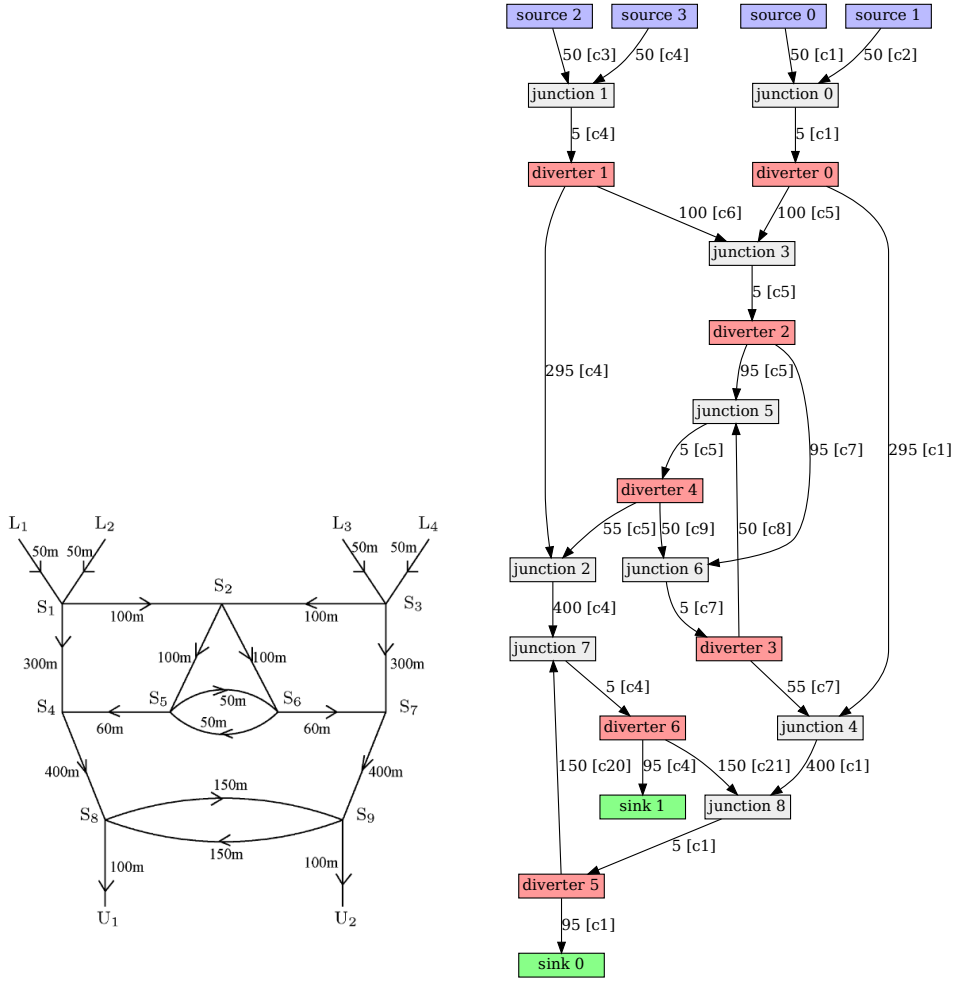 source 2 source 3 source 0 source 1
50 [c3] 50 [c4] 50 [c1] 50 [c2]
junction 1 junction 0
5 [c4] 5 [c1]
diverter 1 diverter 0
100 [c6] 100 [c5]
junction 3
5 [c5]
diverter 2
295 [c4] 95 [c5]
junction 5
5 [c5] 95 [c7] 295 [c1]
diverter 4
55 [c5] 50 [c9] 50 [c8]
junction 2 junction 6
400 [c4] 5 [c7]
junction 7 diverter 3
5 [c4] 55 [c7]
diverter 6 junction 4
150 [c20] 95 [c4] 150 [c21] 400 [c1]
sink 1 junction 8
5 [c1]
diverter 5
95 [c1]
sink 0
L1 L2 L3 L4
50m 50m 50m 50m
S1 S2 S3
100m 100m
300m 100m 100m 300m
S4 S5 S6 S7
50m
60m 50m 60m
400m 400m
150m
S8 S9
150m
100m 100m
U1 U2